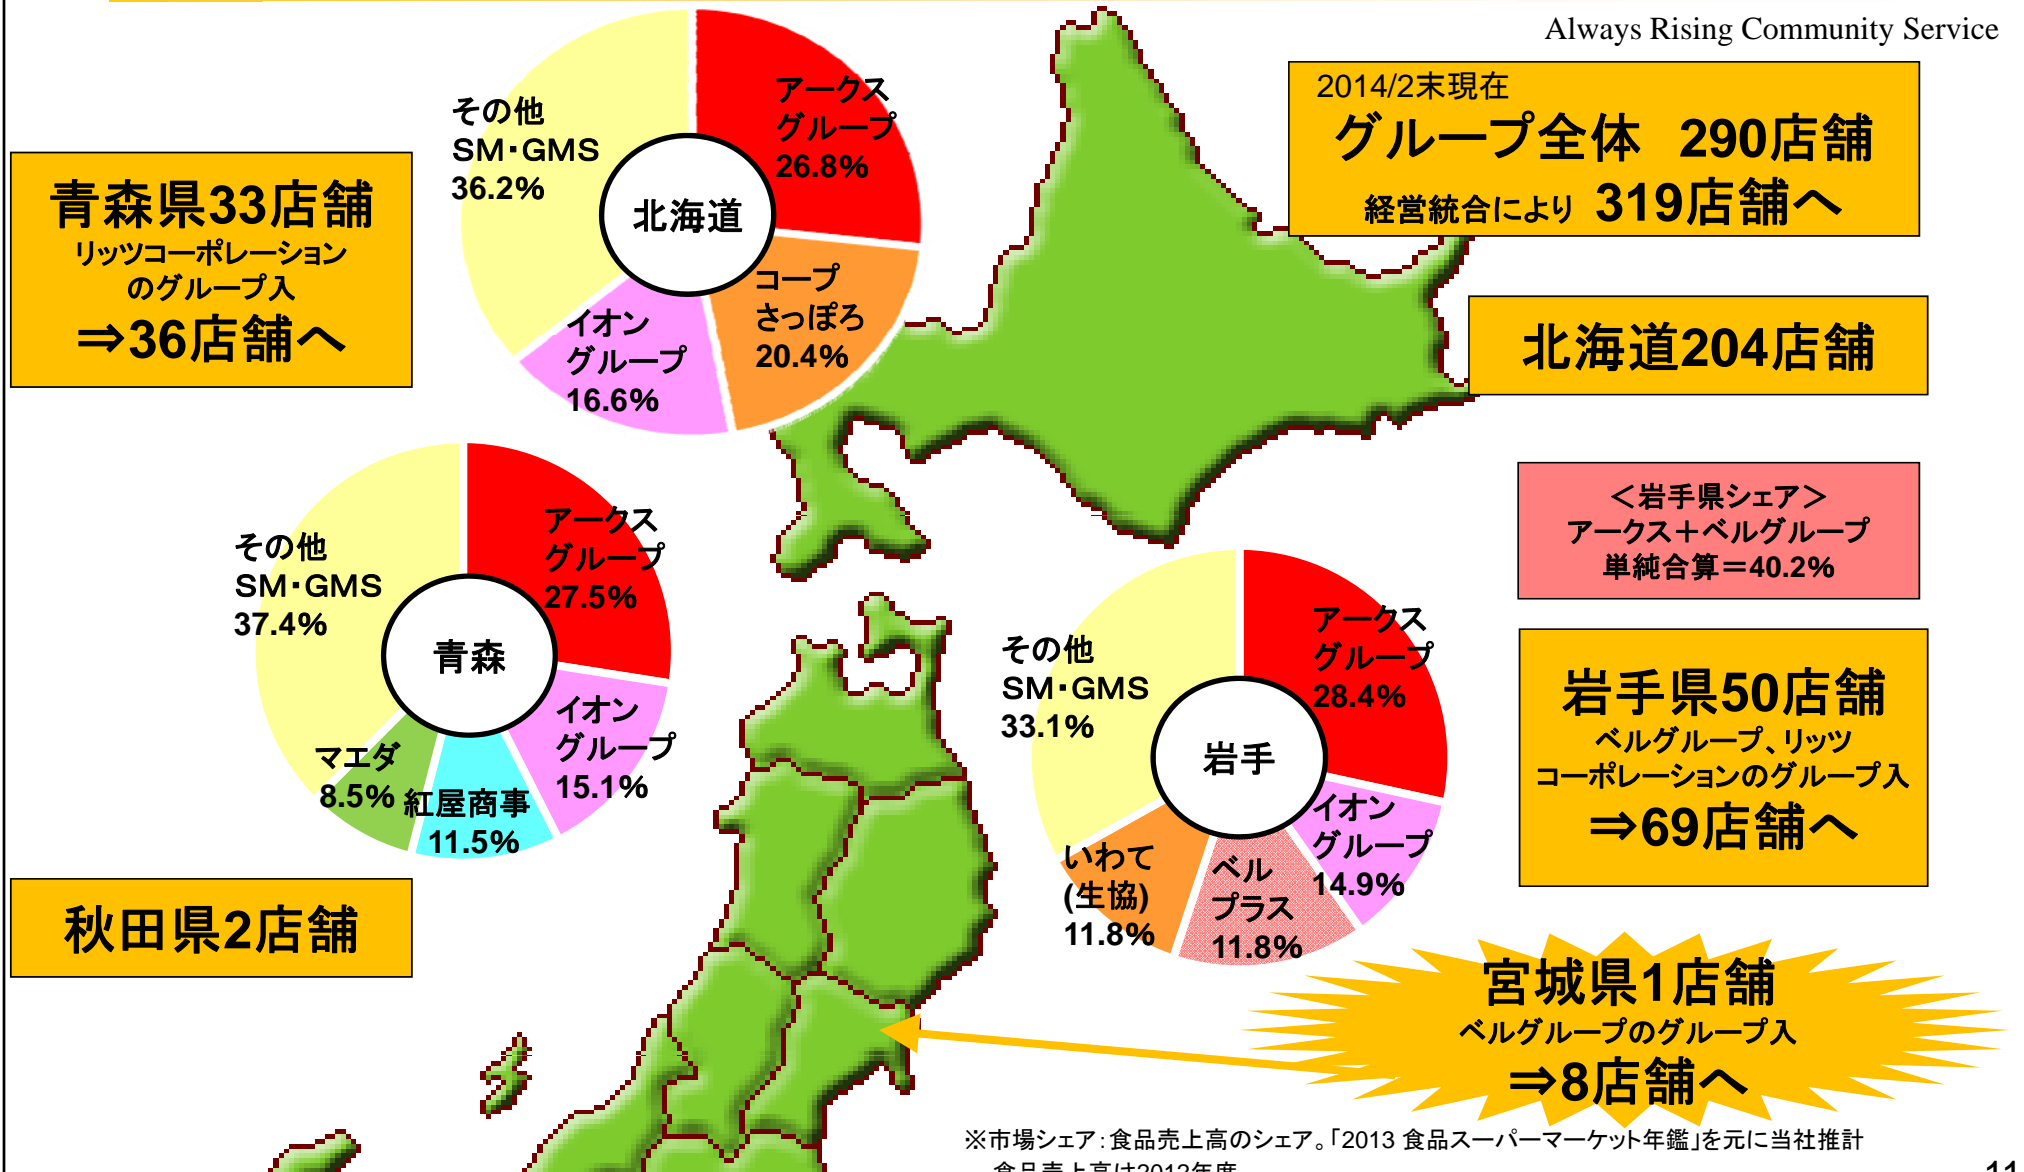 Always Rising Community Service
2014/2末現在
グループ全体　290店舗
経営統合により 319店舗へ
青森県33店舗
リッツコーポレーション
のグループ入
⇒36店舗へ
その他
SM・GMS
36.2%
アークス
グループ
26.8%
北海道
コープ
さっぽろ
20.4%
イオン
グループ
16.6%
北海道204店舗
＜岩手県シェア＞
アークス＋ベルグループ
単純合算＝40.2%
その他
SM・GMS
37.4%
アークス
グループ
27.5%
青森
イオン
グループ
15.1%
マエダ
8.5%
紅屋商事
11.5%
その他
SM・GMS
33.1%
アークス
グループ
28.4%
岩手
イオン
グループ
14.9%
ベル
プラス
11.8%
いわて
(生協)
11.8%
岩手県50店舗
ベルグループ、リッツ
コーポレーションのグループ入
⇒69店舗へ
秋田県2店舗
宮城県1店舗
ベルグループのグループ入
⇒8店舗へ
※市場シェア：食品売上高のシェア。「2013 食品スーパーマーケット年鑑」を元に当社推計
食品売上高は2012年度
11